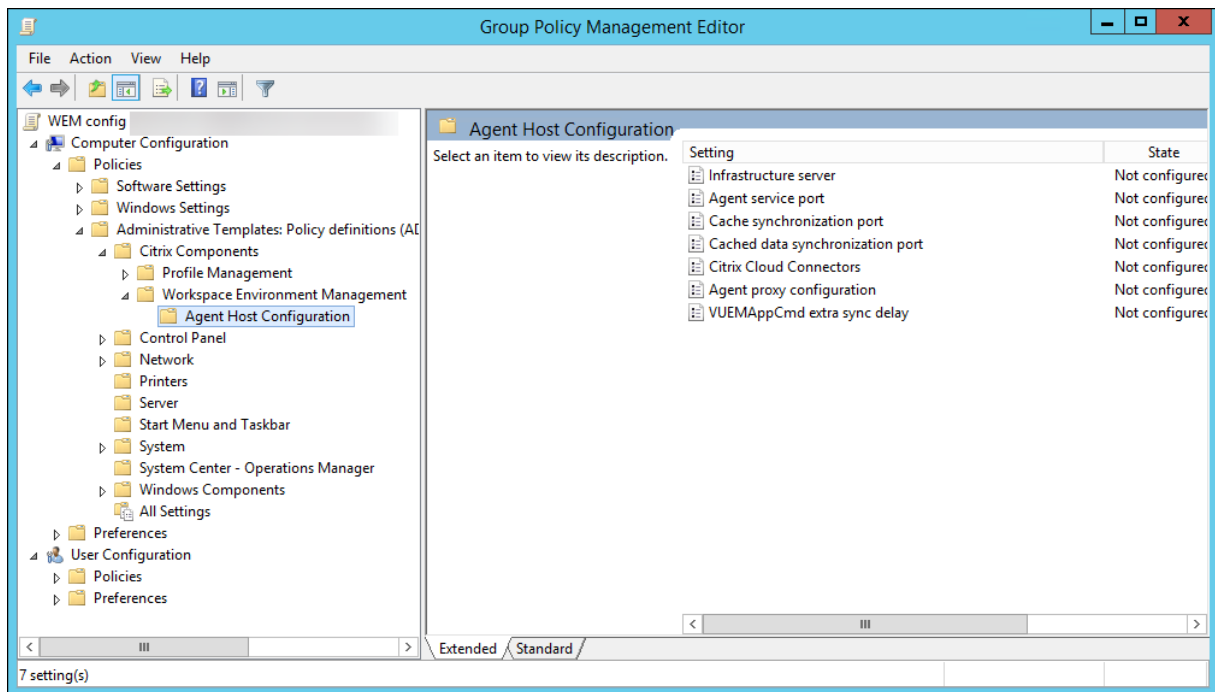 Group Policy Management Editor
File Action View Help
WEM config
Computer Configuration
Policies
Software Settings
Windows Settings
Administrative Templates: Policy definitions (AD
Citrix Components
Profile Management
Workspace Environment Management
Agent Host Configuration
Control Panel
Network
Printers
Server
Start Menu and Taskbar
System
System Center - Operations Manager
Windows Components
All Settings
Preferences
User Configuration
Policies
Preferences
Agent Host Configuration
Select an item to view its description.
Setting State
Infrastructure server Not configured
Agent service port Not configured
Cache synchronization port Not configured
Cached data synchronization port Not configured
Citrix Cloud Connectors Not configured
Agent proxy configuration Not configured
VUEMAppCmd extra sync delay Not configured
Extended Standard
7 setting(s)